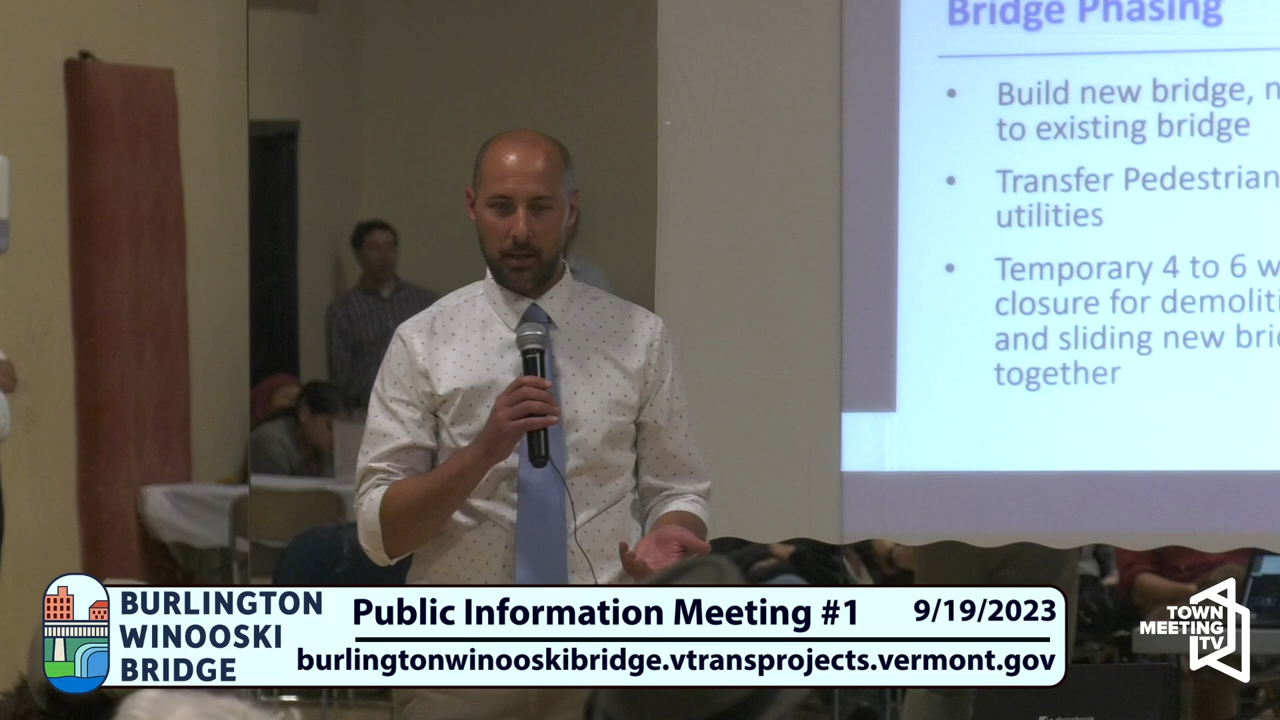 Bridge Phasing
• Build new bridge,
to existing bridge
• Transfer Pedestrian
utilities
• Temporary 4 to 6 w
closure for demoliti
and sliding new bri
together
BURLINGTON
WINOOSKI
BRIDGE
Public Information Meeting #1 9/19/2023
burlingtonwinooskibridge.vtransprojects.vermont.gov
TOWN
MEETING
TV